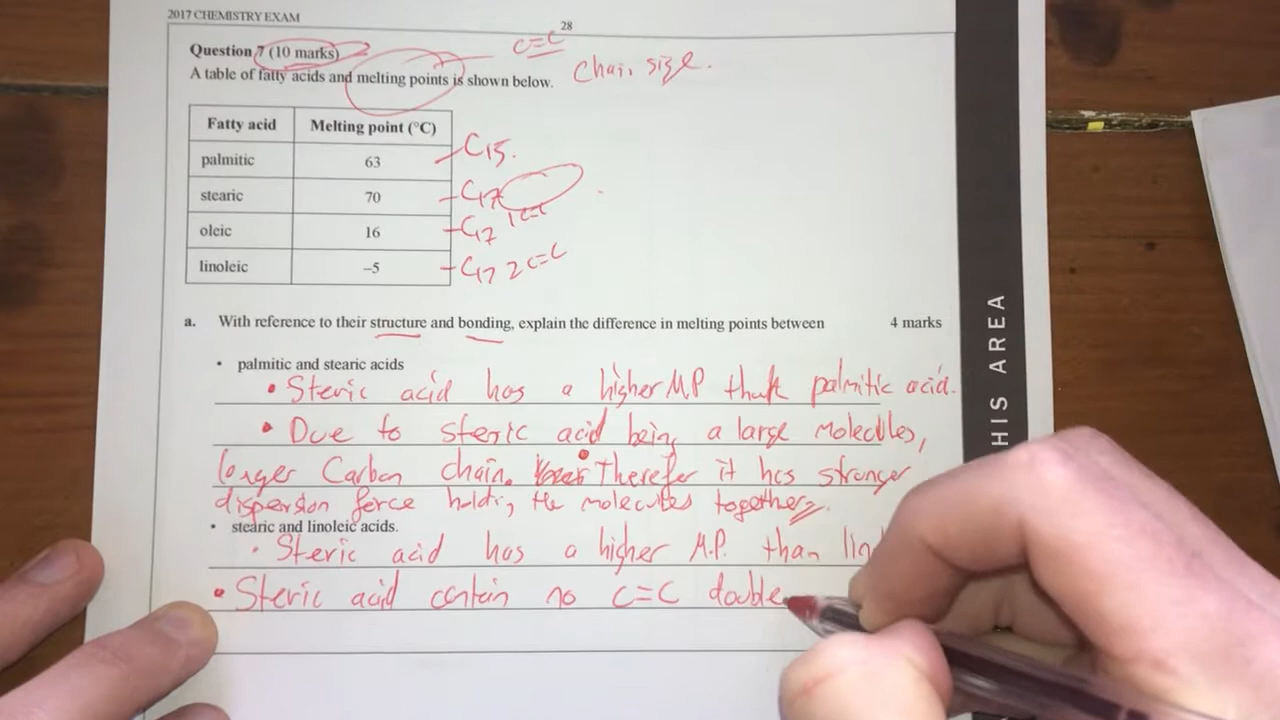 2017 CHEMISTRY EXAM
28
Question 7 (10 marks)
C=C
A table of fatty acids and melting points is shown below.
Chain size.
Fatty acid Melting point (°C)
palmitic 63 C15.
stearic 70 C17
oleic 16 C17 1C=C
linoleic –5 C17 2 C=C
a. With reference to their structure and bonding, explain the difference in melting points between 4 marks
• palmitic and stearic acids
• Steric acid has a higher MP than palmitic acid.
• Due to steric acid being a large molecules,
longer Carbon chain. Therefer it has stronger
dispersion force holding the molecules together.
• stearic and linoleic acids.
• Steric acid has a higher M.P. than lin
• Steric acid contain no C=C double
HIS AREA